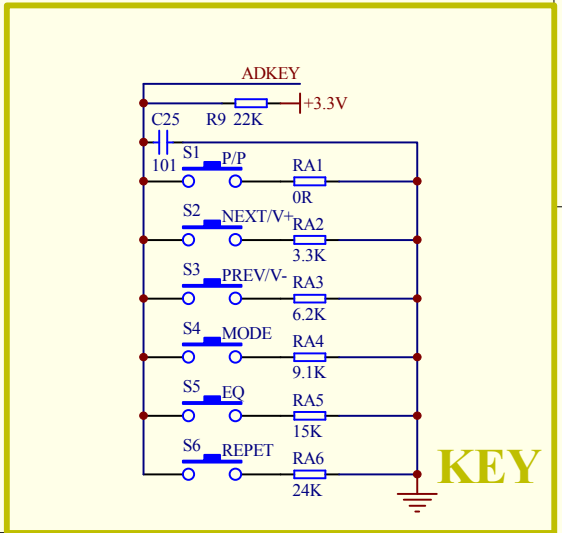 ADKEY
+3.3V
R9 22K
C25
101
S1 P/P
RA1
0R
S2 NEXT/V+
RA2
3.3K
S3 PREV/V-
RA3
6.2K
S4 MODE
RA4
9.1K
S5 EQ
RA5
15K
S6 REPET
RA6
24K
KEY